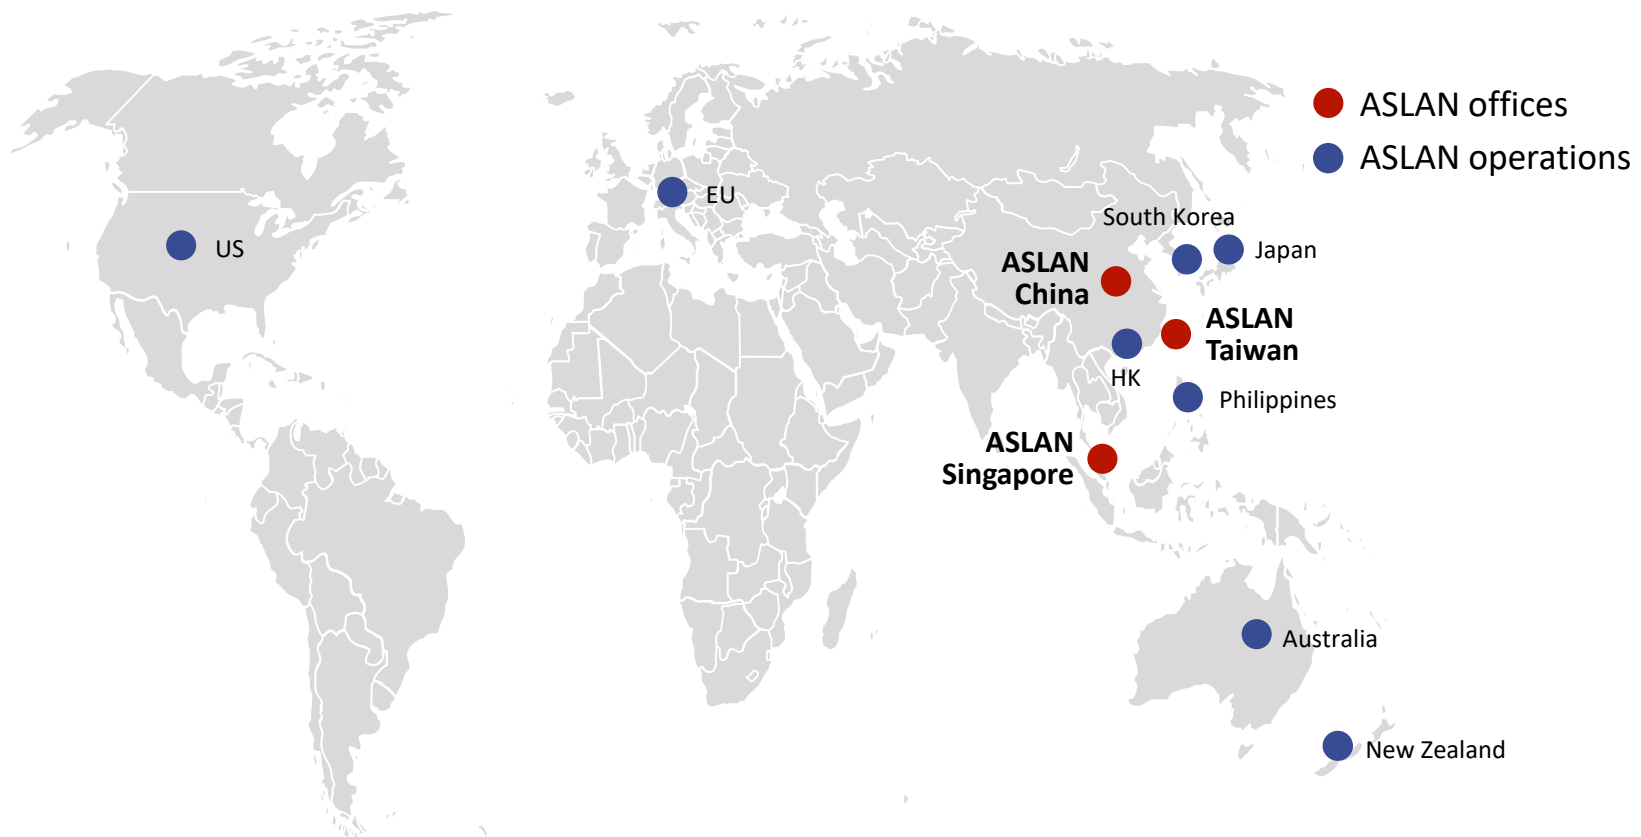 ASLAN offices
ASLAN operations
EU
South Korea
US
Japan
ASLAN
China
ASLAN
Taiwan
HK
Philippines
ASLAN
Singapore
Australia
New Zealand